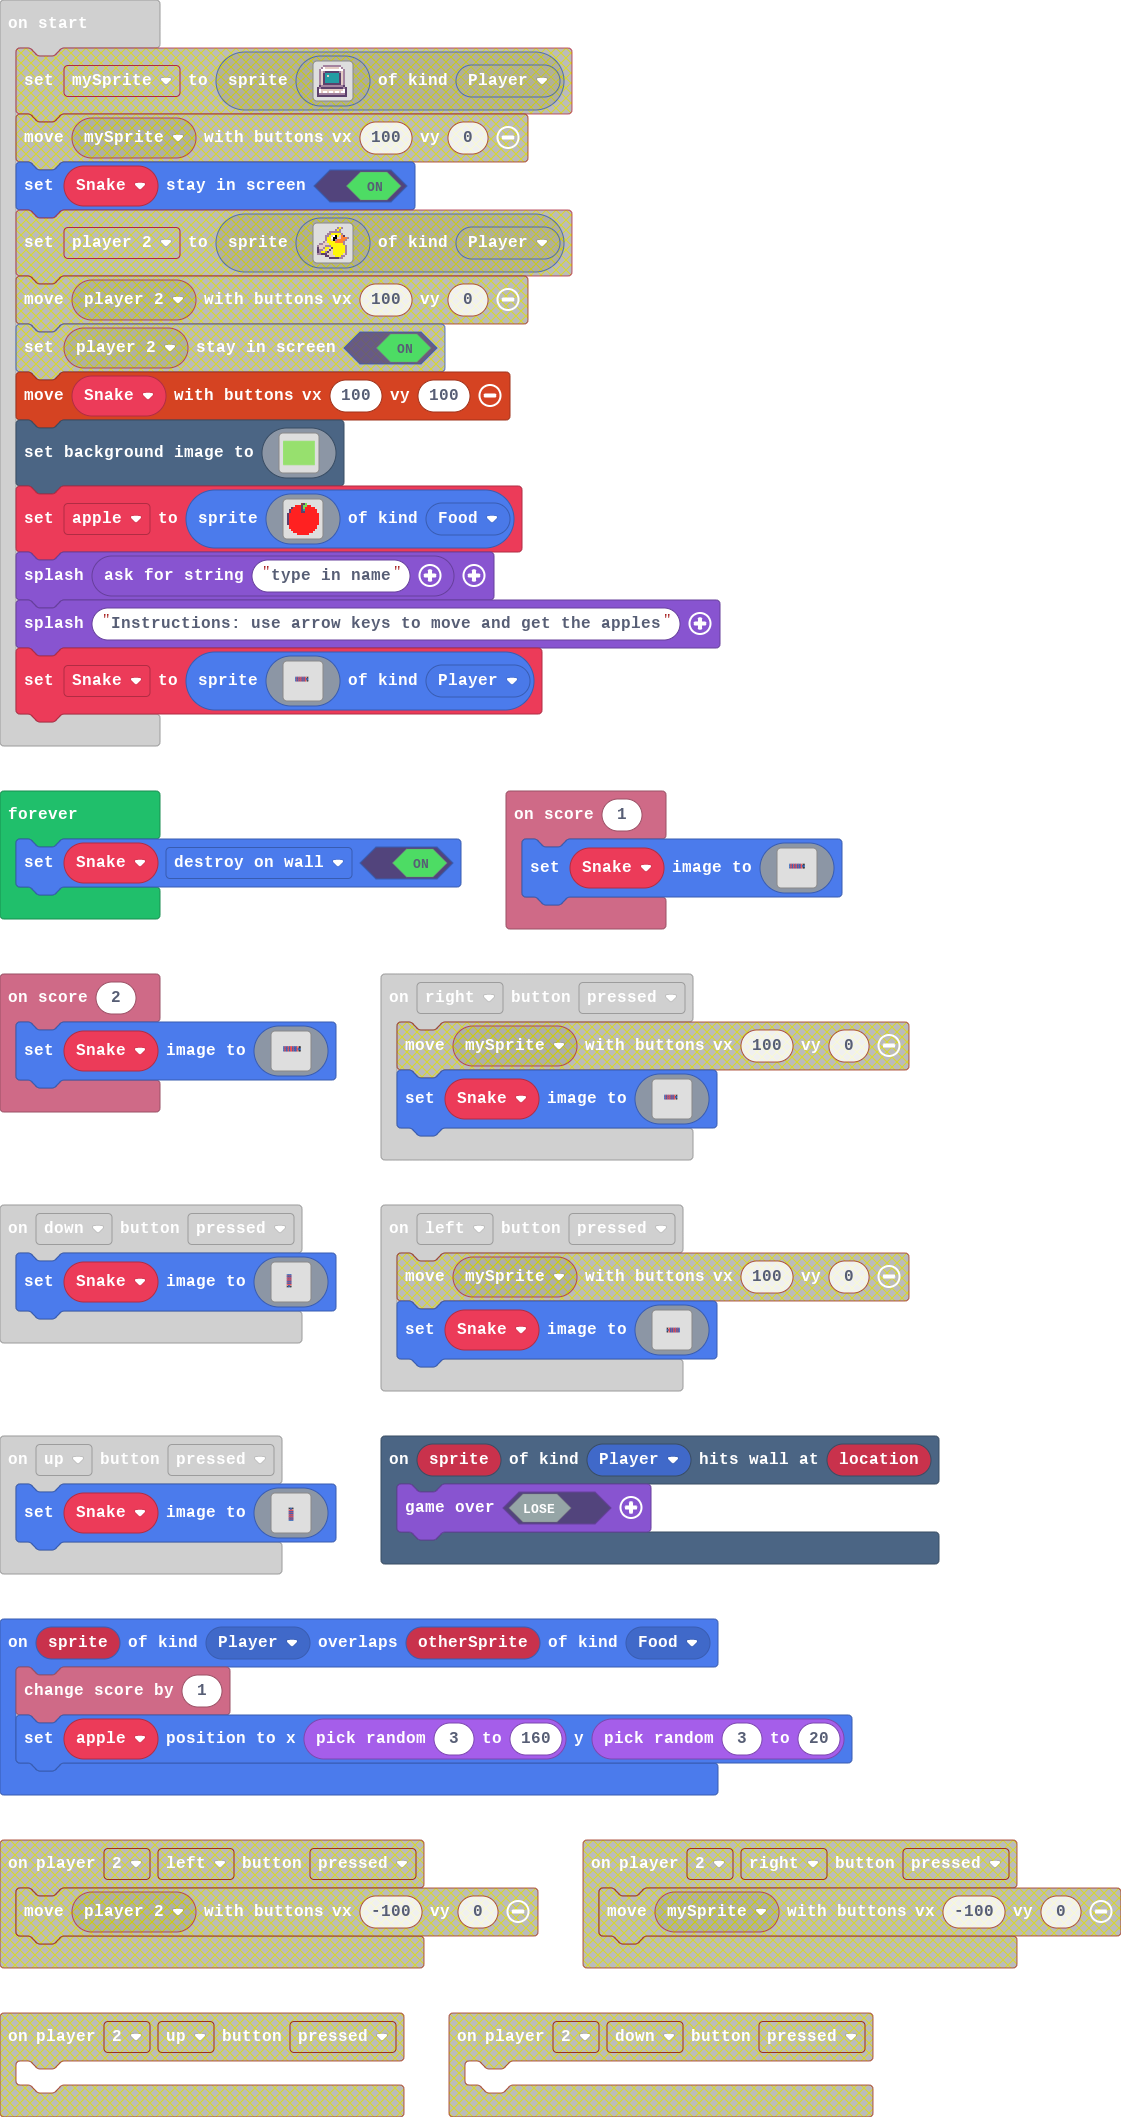 on start
set mySprite to sprite of kind Player
move mySprite with buttons vx 100 vy 0
set Snake stay in screen ON
set player 2 to sprite of kind Player
move player 2 with buttons vx 100 vy 0
set player 2 stay in screen ON
move Snake with buttons vx 100 vy 100
set background image to
set apple to sprite of kind Food
splash ask for string "type in name"
splash "Instructions: use arrow keys to move and get the apples"
set Snake to sprite of kind Player
forever
set Snake destroy on wall ON
on score 1
set Snake image to
on score 2
set Snake image to
on right button pressed
move mySprite with buttons vx 100 vy 0
set Snake image to
on down button pressed
set Snake image to
on left button pressed
move mySprite with buttons vx 100 vy 0
set Snake image to
on up button pressed
set Snake image to
on sprite of kind Player hits wall at location
game over LOSE
on sprite of kind Player overlaps otherSprite of kind Food
change score by 1
set apple position to x pick random 3 to 160 y pick random 3 to 20
on player 2 left button pressed
move player 2 with buttons vx -100 vy 0
on player 2 right button pressed
move mySprite with buttons vx -100 vy 0
on player 2 up button pressed
on player 2 down button pressed